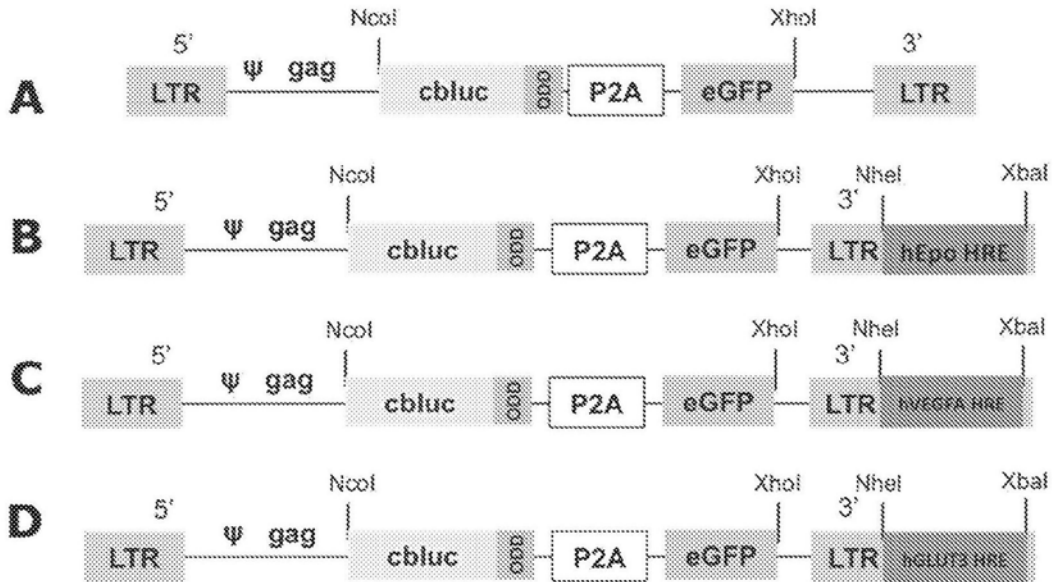 NcoI XhoI
5' 3'
Ψ gag
A LTR cbluc ODD P2A eGFP LTR
NcoI XhoI NheI XbaI
5' 3'
Ψ gag
B LTR cbluc ODD P2A eGFP LTR hEpo HRE
NcoI XhoI NheI XbaI
5' 3'
Ψ gag
C LTR cbluc ODD P2A eGFP LTR hVEGFA HRE
NcoI XhoI NheI XbaI
5' 3'
Ψ gag
D LTR cbluc ODD P2A eGFP LTR hGLUT3 HRE